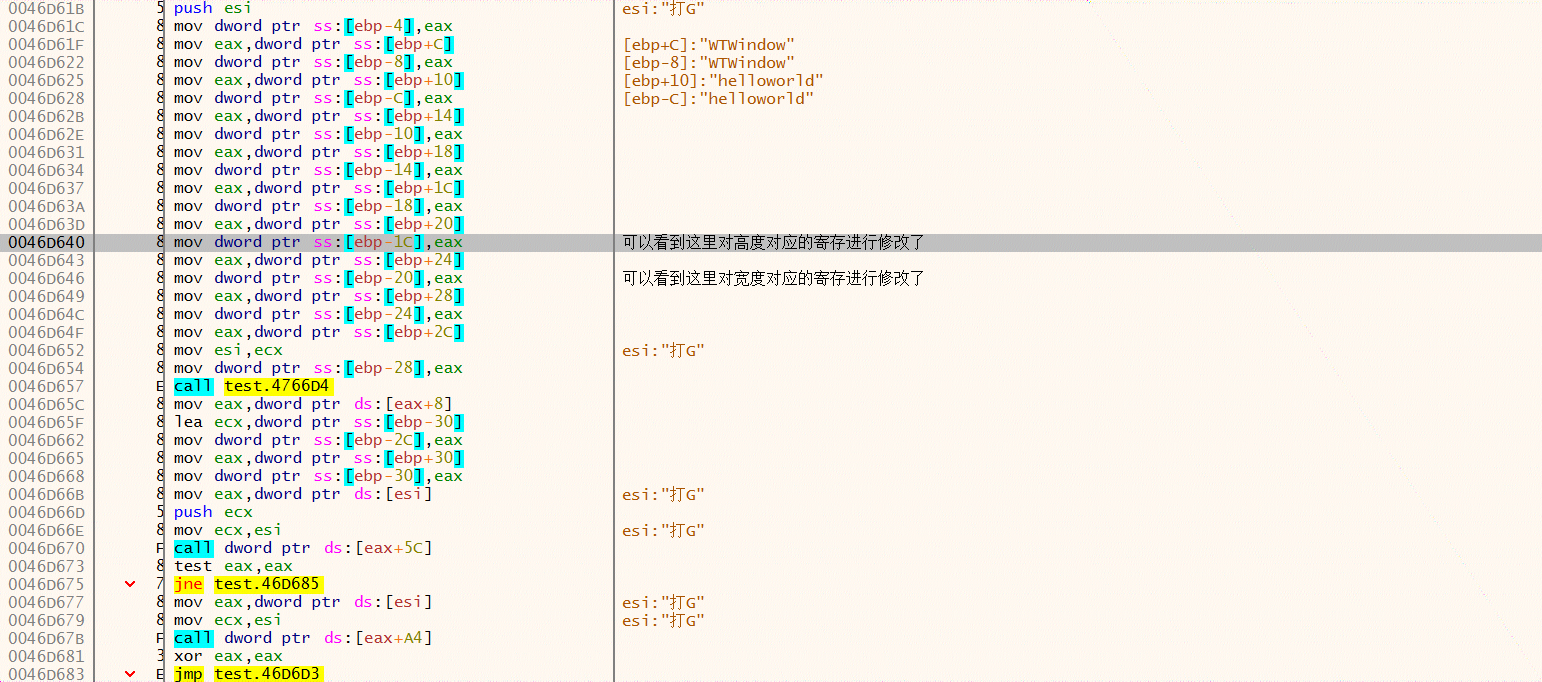 0046D61B 5 push esi esi:"打G"
0046D61C 8 mov dword ptr ss:[ebp-4],eax
0046D61F 8 mov eax,dword ptr ss:[ebp+C] [ebp+C]:"WTWindow"
0046D622 8 mov dword ptr ss:[ebp-8],eax [ebp-8]:"WTWindow"
0046D625 8 mov eax,dword ptr ss:[ebp+10] [ebp+10]:"helloworld"
0046D628 8 mov dword ptr ss:[ebp-C],eax [ebp-C]:"helloworld"
0046D62B 8 mov eax,dword ptr ss:[ebp+14]
0046D62E 8 mov dword ptr ss:[ebp-10],eax
0046D631 8 mov eax,dword ptr ss:[ebp+18]
0046D634 8 mov dword ptr ss:[ebp-14],eax
0046D637 8 mov eax,dword ptr ss:[ebp+1C]
0046D63A 8 mov dword ptr ss:[ebp-18],eax
0046D63D 8 mov eax,dword ptr ss:[ebp+20]
0046D640 8 mov dword ptr ss:[ebp-1C],eax 可以看到这里对高度对应的寄存进行修改了
0046D643 8 mov eax,dword ptr ss:[ebp+24]
0046D646 8 mov dword ptr ss:[ebp-20],eax 可以看到这里对宽度对应的寄存进行修改了
0046D649 8 mov eax,dword ptr ss:[ebp+28]
0046D64C 8 mov dword ptr ss:[ebp-24],eax
0046D64F 8 mov eax,dword ptr ss:[ebp+2C]
0046D652 8 mov esi,ecx esi:"打G"
0046D654 8 mov dword ptr ss:[ebp-28],eax
0046D657 E call test.4766D4
0046D65C 8 mov eax,dword ptr ds:[eax+8]
0046D65F 8 lea ecx,dword ptr ss:[ebp-30]
0046D662 8 mov dword ptr ss:[ebp-2C],eax
0046D665 8 mov eax,dword ptr ss:[ebp+30]
0046D668 8 mov dword ptr ss:[ebp-30],eax
0046D66B 8 mov eax,dword ptr ds:[esi] esi:"打G"
0046D66D 5 push ecx
0046D66E 8 mov ecx,esi esi:"打G"
0046D670 F call dword ptr ds:[eax+5C]
0046D673 8 test eax,eax
0046D675 7 jne test.46D685
0046D677 8 mov eax,dword ptr ds:[esi] esi:"打G"
0046D679 8 mov ecx,esi esi:"打G"
0046D67B F call dword ptr ds:[eax+A4]
0046D681 3 xor eax,eax
0046D683 E jmp test.46D6D3